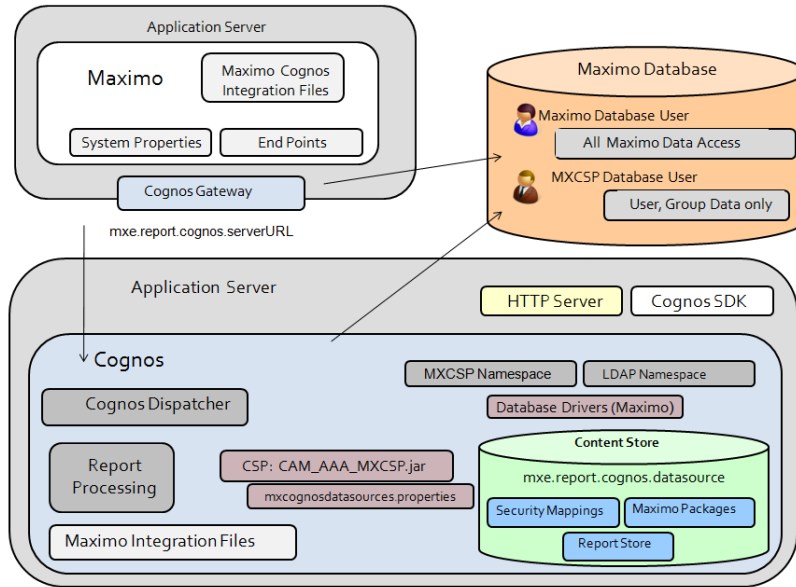 Application Server
Maximo
Maximo Cognos
Integration Files
System Properties
End Points
Cognos Gateway
mxe.report.cognos.serverURL
Maximo Database
Maximo Database User
All Maximo Data Access
MXCSP Database User
User, Group Data only
Application Server
HTTP Server
Cognos SDK
Cognos
MXCSP Namespace
LDAP Namespace
Cognos Dispatcher
Database Drivers (Maximo)
Content Store
Report
Processing
CSP: CAM_AAA_MXCSP.jar
mxcognosdatasources.properties
mxe.report.cognos.datasource
Security Mappings
Maximo Packages
Report Store
Maximo Integration Files